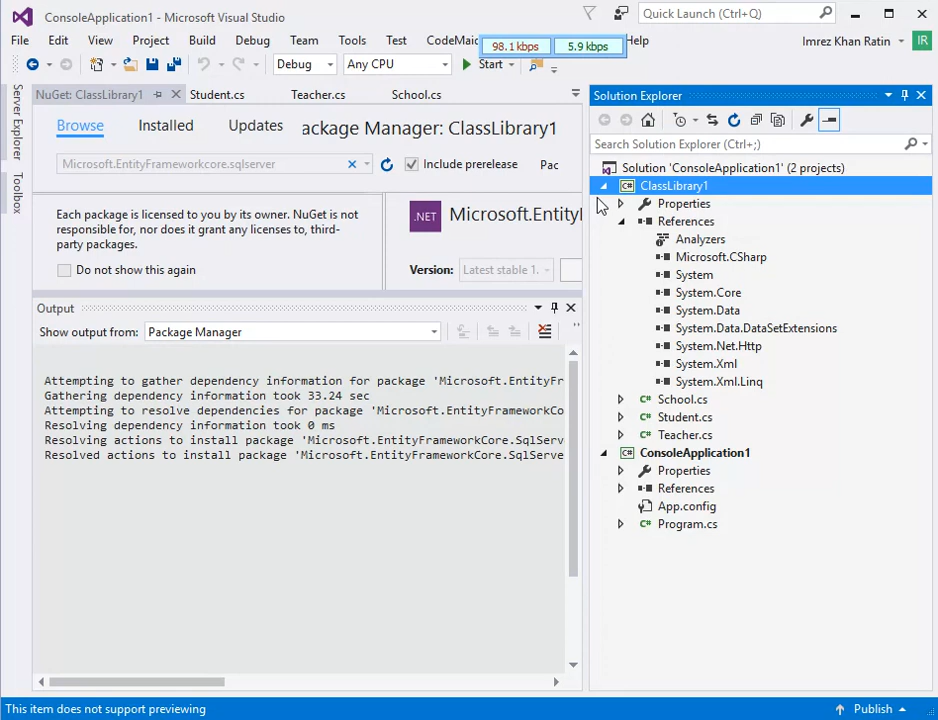 ConsoleApplication1 - Microsoft Visual Studio
Quick Launch (Ctrl+Q)
File Edit View Project Build Debug Team Tools Test CodeMaid 98.1 kbps 5.9 kbps Help Imrez Khan Ratin IR
Debug Any CPU Start
Server Explorer
Toolbox
NuGet: ClassLibrary1 Student.cs Teacher.cs School.cs
Browse Installed Updates ackage Manager: ClassLibrary1
Microsoft.EntityFrameworkcore.sqlserver Include prerelease Pac
Each package is licensed to you by its owner. NuGet is not
responsible for, nor does it grant any licenses to, third-
party packages.
Do not show this again
.NET Microsoft.EntityF
Version: Latest stable 1.
Output
Show output from: Package Manager
Attempting to gather dependency information for package 'Microsoft.EntityFr
Gathering dependency information took 33.24 sec
Attempting to resolve dependencies for package 'Microsoft.EntityFrameworkCo
Resolving dependency information took 0 ms
Resolving actions to install package 'Microsoft.EntityFrameworkCore.SqlServ
Resolved actions to install package 'Microsoft.EntityFrameworkCore.SqlServe
Solution Explorer
Search Solution Explorer (Ctrl+;)
Solution 'ConsoleApplication1' (2 projects)
C# ClassLibrary1
Properties
References
Analyzers
Microsoft.CSharp
System
System.Core
System.Data
System.Data.DataSetExtensions
System.Net.Http
System.Xml
System.Xml.Linq
C# School.cs
C# Student.cs
C# Teacher.cs
C# ConsoleApplication1
Properties
References
App.config
C# Program.cs
This item does not support previewing
Publish